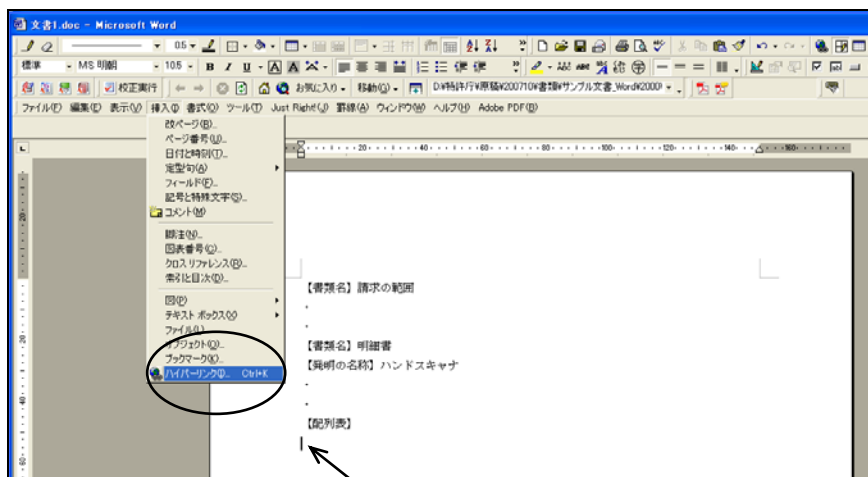 文書1.doc - Microsoft Word
05
標準 MS 明朝 105 B I U A A
校正実行 お気に入り 移動(G)
ファイル(F) 編集(E) 表示(V) 挿入(I) 書式(O) ツール(T) Just Right!(J) 罫線(A) ウィンドウ(W) ヘルプ(H) Adobe PDF(B)
改ページ(B)...
ページ番号(U)...
日付と時刻(T)...
定型句(A)
フィールド(F)...
記号と特殊文字(S)...
コメント(M)
脚注(N)...
図表番号(C)...
クロス リファレンス(R)...
索引と目次(D)...
図(P)
テキスト ボックス(X)
ファイル(L)...
オブジェクト(O)...
ブックマーク(K)...
ハイパーリンク(I)... Ctrl+K
【書類名】請求の範囲
・
・
【書類名】明細書
【発明の名称】ハンドスキャナ
・
・
【配列表】